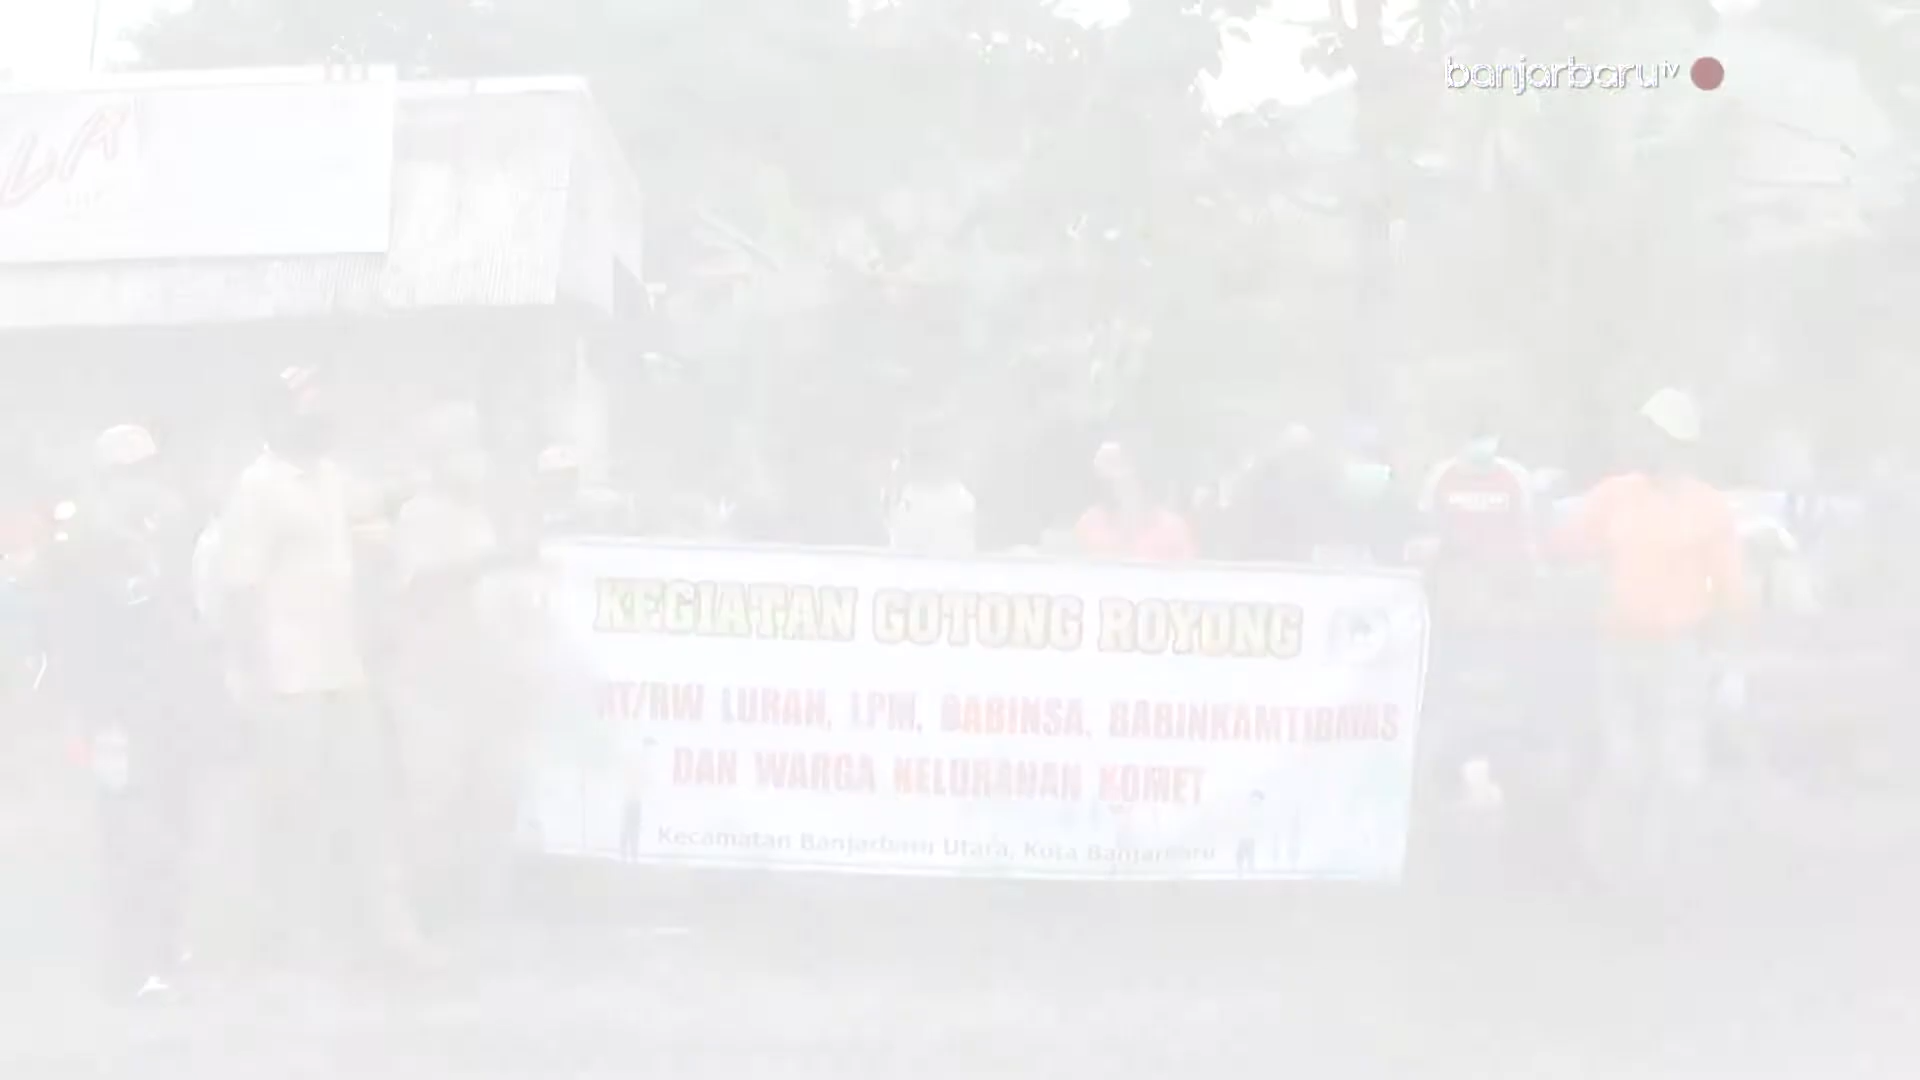 banjarbaru tv
LA
KEGIATAN GOTONG ROYONG
RT/RW LURAH, LPM, BABINSA, BABINKAMTIBMAS
DAN WARGA KELURAHAN KOMET
Kecamatan Banjarbaru Utara, Kota Banjarbaru